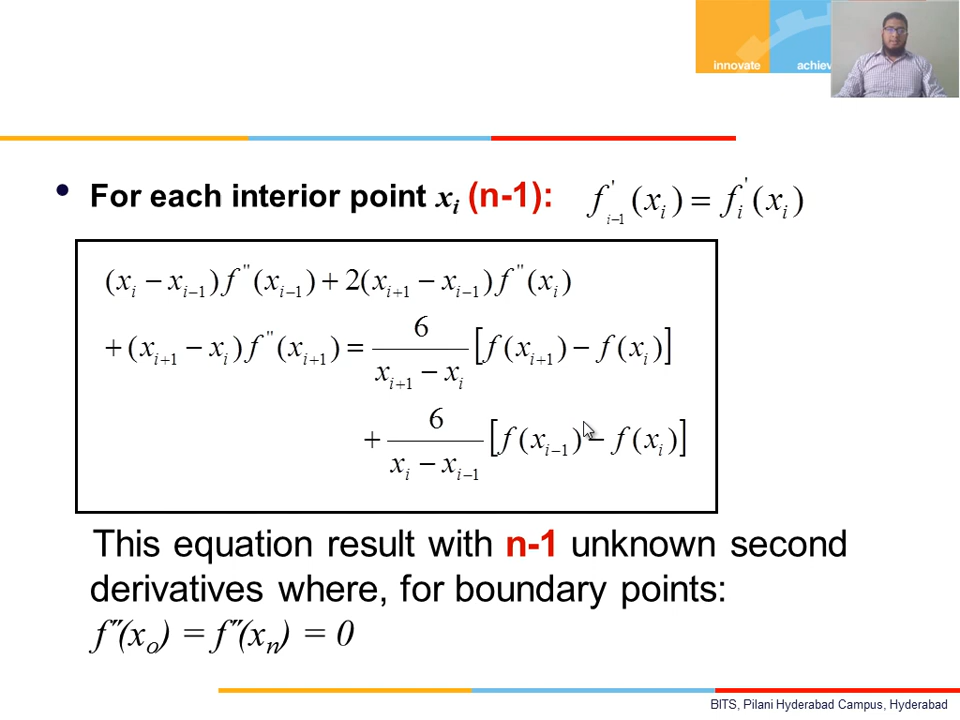 innovate achiev
• For each interior point xᵢ (n-1): f'ᵢ₋₁(xᵢ) = f'ᵢ(xᵢ)
(xᵢ − xᵢ₋₁)f"(xᵢ₋₁) + 2(xᵢ₊₁ − xᵢ₋₁)f"(xᵢ)
+ (xᵢ₊₁ − xᵢ)f"(xᵢ₊₁) = 6/(xᵢ₊₁ − xᵢ) [f(xᵢ₊₁) − f(xᵢ)]
+ 6/(xᵢ − xᵢ₋₁) [f(xᵢ₋₁) − f(xᵢ)]
This equation result with n-1 unknown second
derivatives where, for boundary points:
f″(xₒ) = f″(xₙ) = 0
BITS, Pilani Hyderabad Campus, Hyderabad